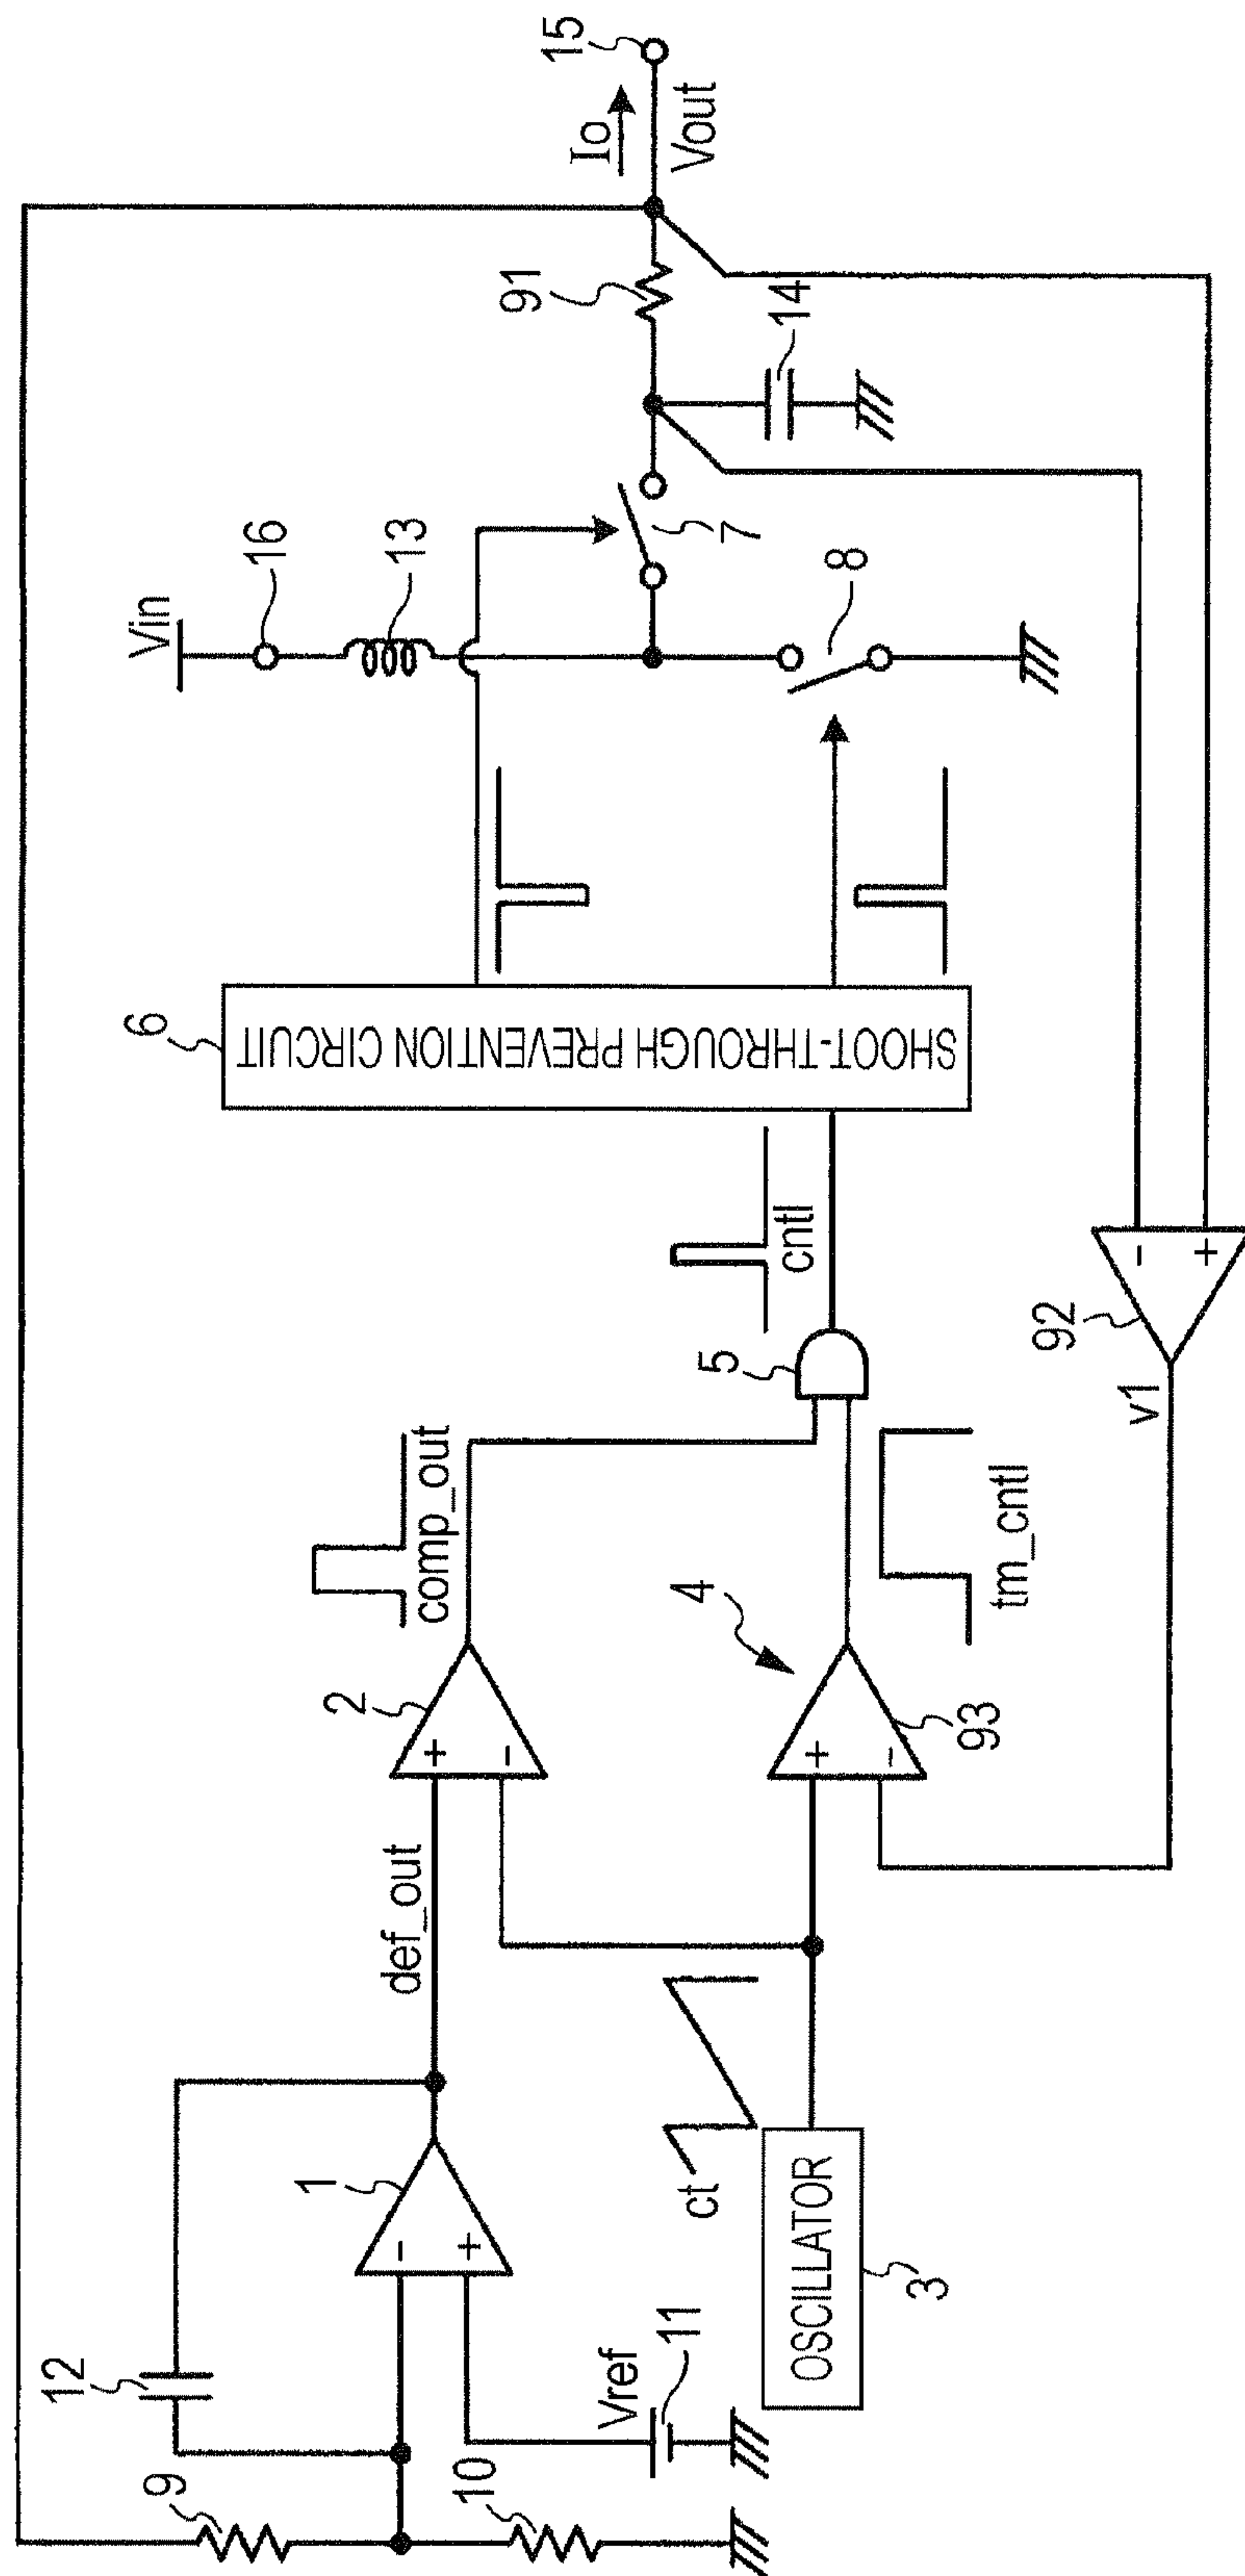 Vin
16
13
6
SHOOT-THROUGH PREVENTION CIRCUIT
15
Io
Vout
91
14
7
8
12
9
10
1
-
+
Vref
11
def_out
2
+
-
comp_out
ct
OSCILLATOR
3
4
+
-
93
tm_cntl
5
cntl
92
-
+
v1